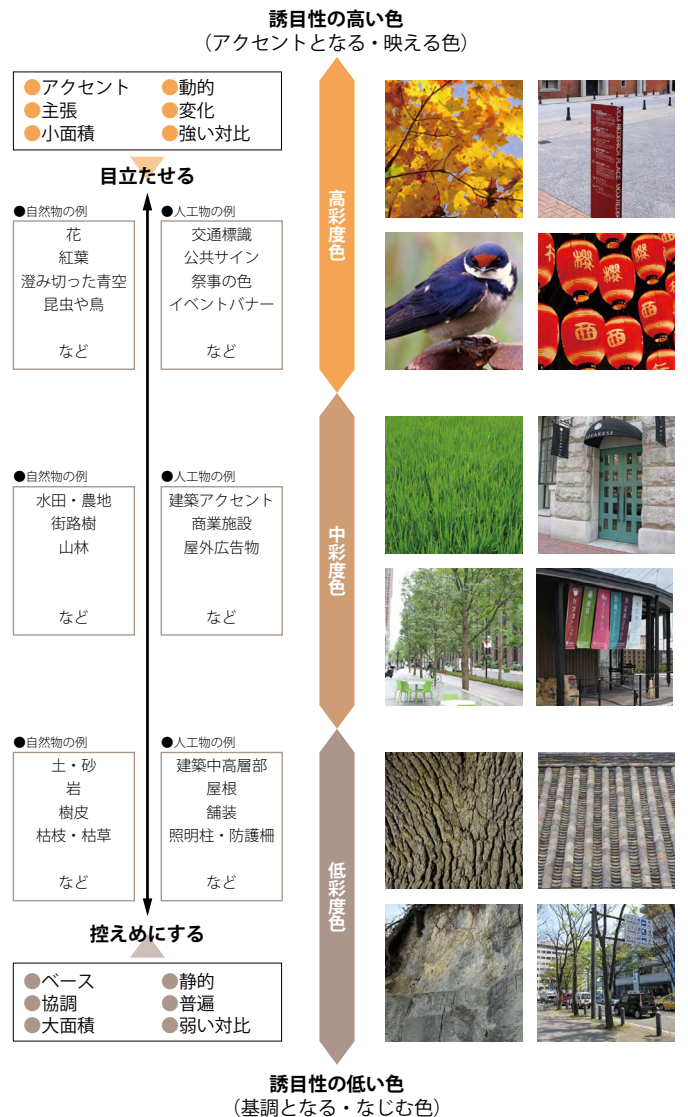 誘目性の高い色
（アクセントとなる・映える色）
●アクセント ●動的
●主張 ●変化
●小面積 ●強い対比
目立たせる
●自然物の例
花
紅葉
澄み切った青空
昆虫や鳥
など
●人工物の例
交通標識
公共サイン
祭事の色
イベントバナー
など
高彩度色
●自然物の例
水田・農地
街路樹
山林
など
●人工物の例
建築アクセント
商業施設
屋外広告物
など
中彩度色
●自然物の例
土・砂
岩
樹皮
枯枝・枯草
など
●人工物の例
建築中高層部
屋根
舗装
照明柱・防護柵
など
低彩度色
控えめにする
●ベース ●静的
●協調 ●普遍
●大面積 ●弱い対比
誘目性の低い色
（基調となる・なじむ色）
櫻
西
西